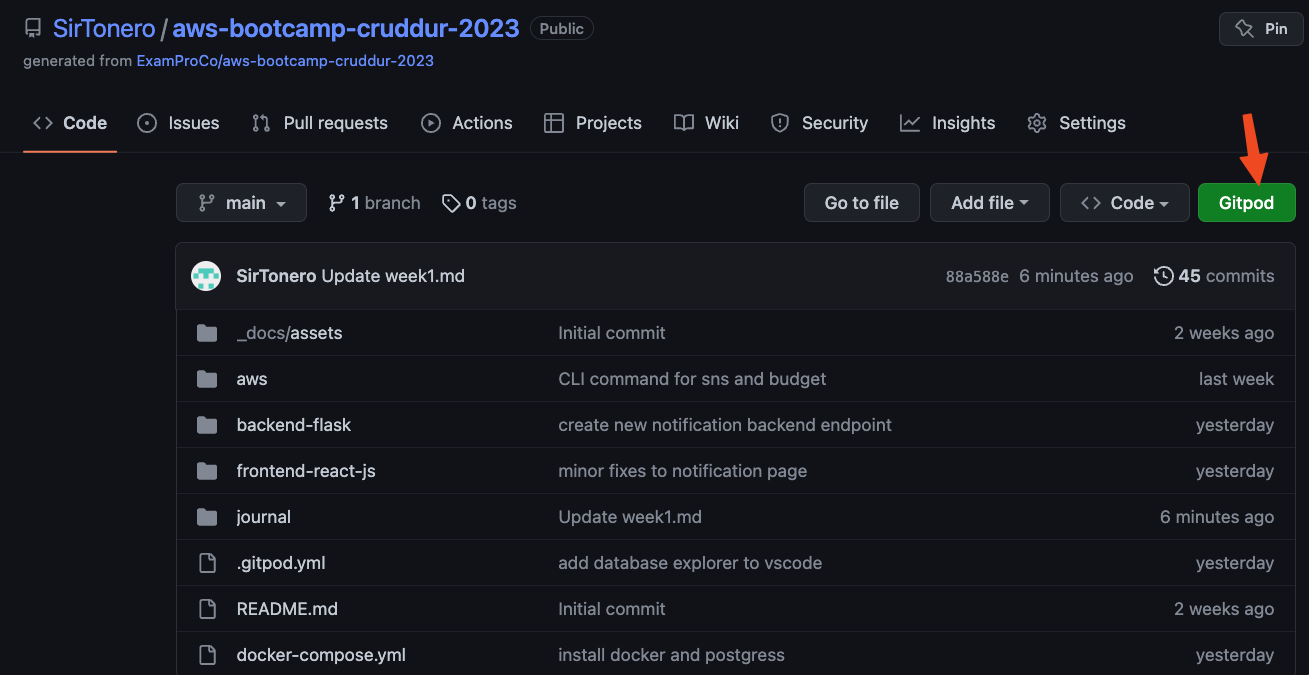 SirTonero / aws-bootcamp-cruddur-2023 Public Pin
generated from ExamProCo/aws-bootcamp-cruddur-2023
<> Code Issues Pull requests Actions Projects Wiki Security Insights Settings
main 1 branch 0 tags Go to file Add file <> Code Gitpod
SirTonero Update week1.md 88a588e 6 minutes ago 45 commits
_docs/assets Initial commit 2 weeks ago
aws CLI command for sns and budget last week
backend-flask create new notification backend endpoint yesterday
frontend-react-js minor fixes to notification page yesterday
journal Update week1.md 6 minutes ago
.gitpod.yml add database explorer to vscode yesterday
README.md Initial commit 2 weeks ago
docker-compose.yml install docker and postgress yesterday